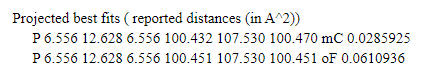 Projected best fits ( reported distances (in A^2))
P 6.556 12.628 6.556 100.432 107.530 100.470 mC 0.0285925
P 6.556 12.628 6.556 100.451 107.530 100.451 oF 0.0610936